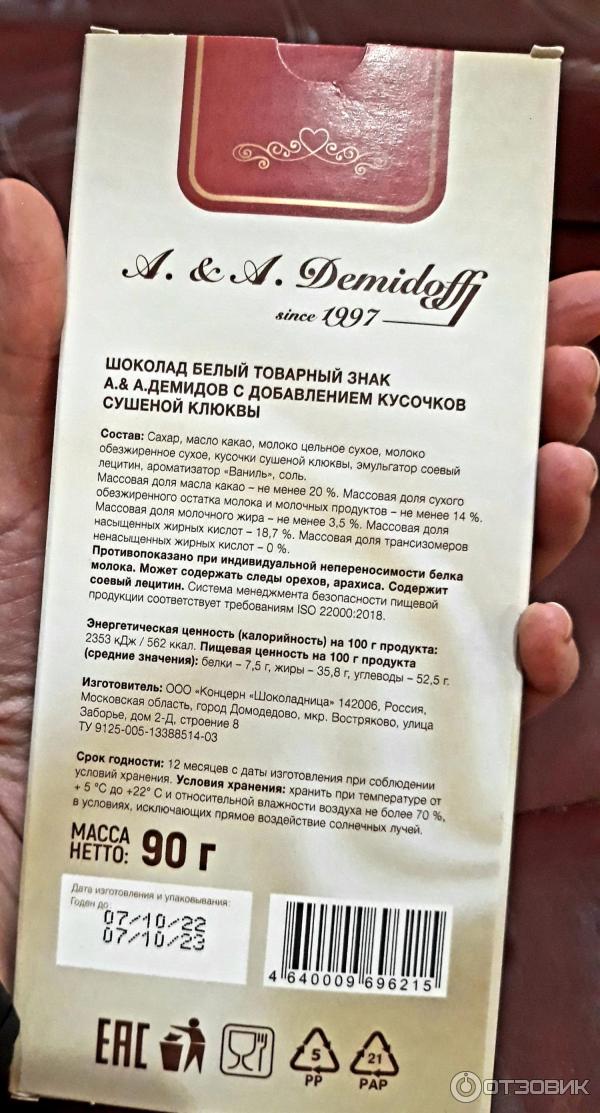 A. & A. Demidoff
since 1997
ШОКОЛАД БЕЛЫЙ ТОВАРНЫЙ ЗНАК
А.& А.ДЕМИДОВ С ДОБАВЛЕНИЕМ КУСОЧКОВ
СУШЕНОЙ КЛЮКВЫ
Состав: Сахар, масло какао, молоко цельное сухое, молоко
обезжиренное сухое, кусочки сушеной клюквы, эмульгатор соевый
лецитин, ароматизатор «Ваниль», соль.
Массовая доля масла какао – не менее 20 %. Массовая доля сухого
обезжиренного остатка молока и молочных продуктов – не менее 14 %.
Массовая доля молочного жира – не менее 3,5 %. Массовая доля
насыщенных жирных кислот – 18,7 %. Массовая доля трансизомеров
ненасыщенных жирных кислот – 0 %.
Противопоказано при индивидуальной непереносимости белка
молока. Может содержать следы орехов, арахиса. Содержит
соевый лецитин. Система менеджмента безопасности пищевой
продукции соответствует требованиям ISO 22000:2018.
Энергетическая ценность (калорийность) на 100 г продукта:
2353 кДж / 562 ккал. Пищевая ценность на 100 г продукта
(средние значения): белки – 7,5 г, жиры – 35,8 г, углеводы – 52,5 г.
Изготовитель: ООО «Концерн «Шоколадница» 142006, Россия,
Московская область, город Домодедово, мкр. Востряково, улица
Заборье, дом 2-Д, строение 8
ТУ 9125-005-13388514-03
Срок годности: 12 месяцев с даты изготовления при соблюдении
условий хранения. Условия хранения: хранить при температуре от
+ 5 °С до +22° С и относительной влажности воздуха не более 70 %,
в условиях, исключающих прямое воздействие солнечных лучей.
МАССА
НЕТТО: 90 г
Дата изготовления и упаковывания:
Годен до:
07/10/22
07/10/23
4 640009 696215
EAC
5
PP
21
PAP
ОТЗОВИК